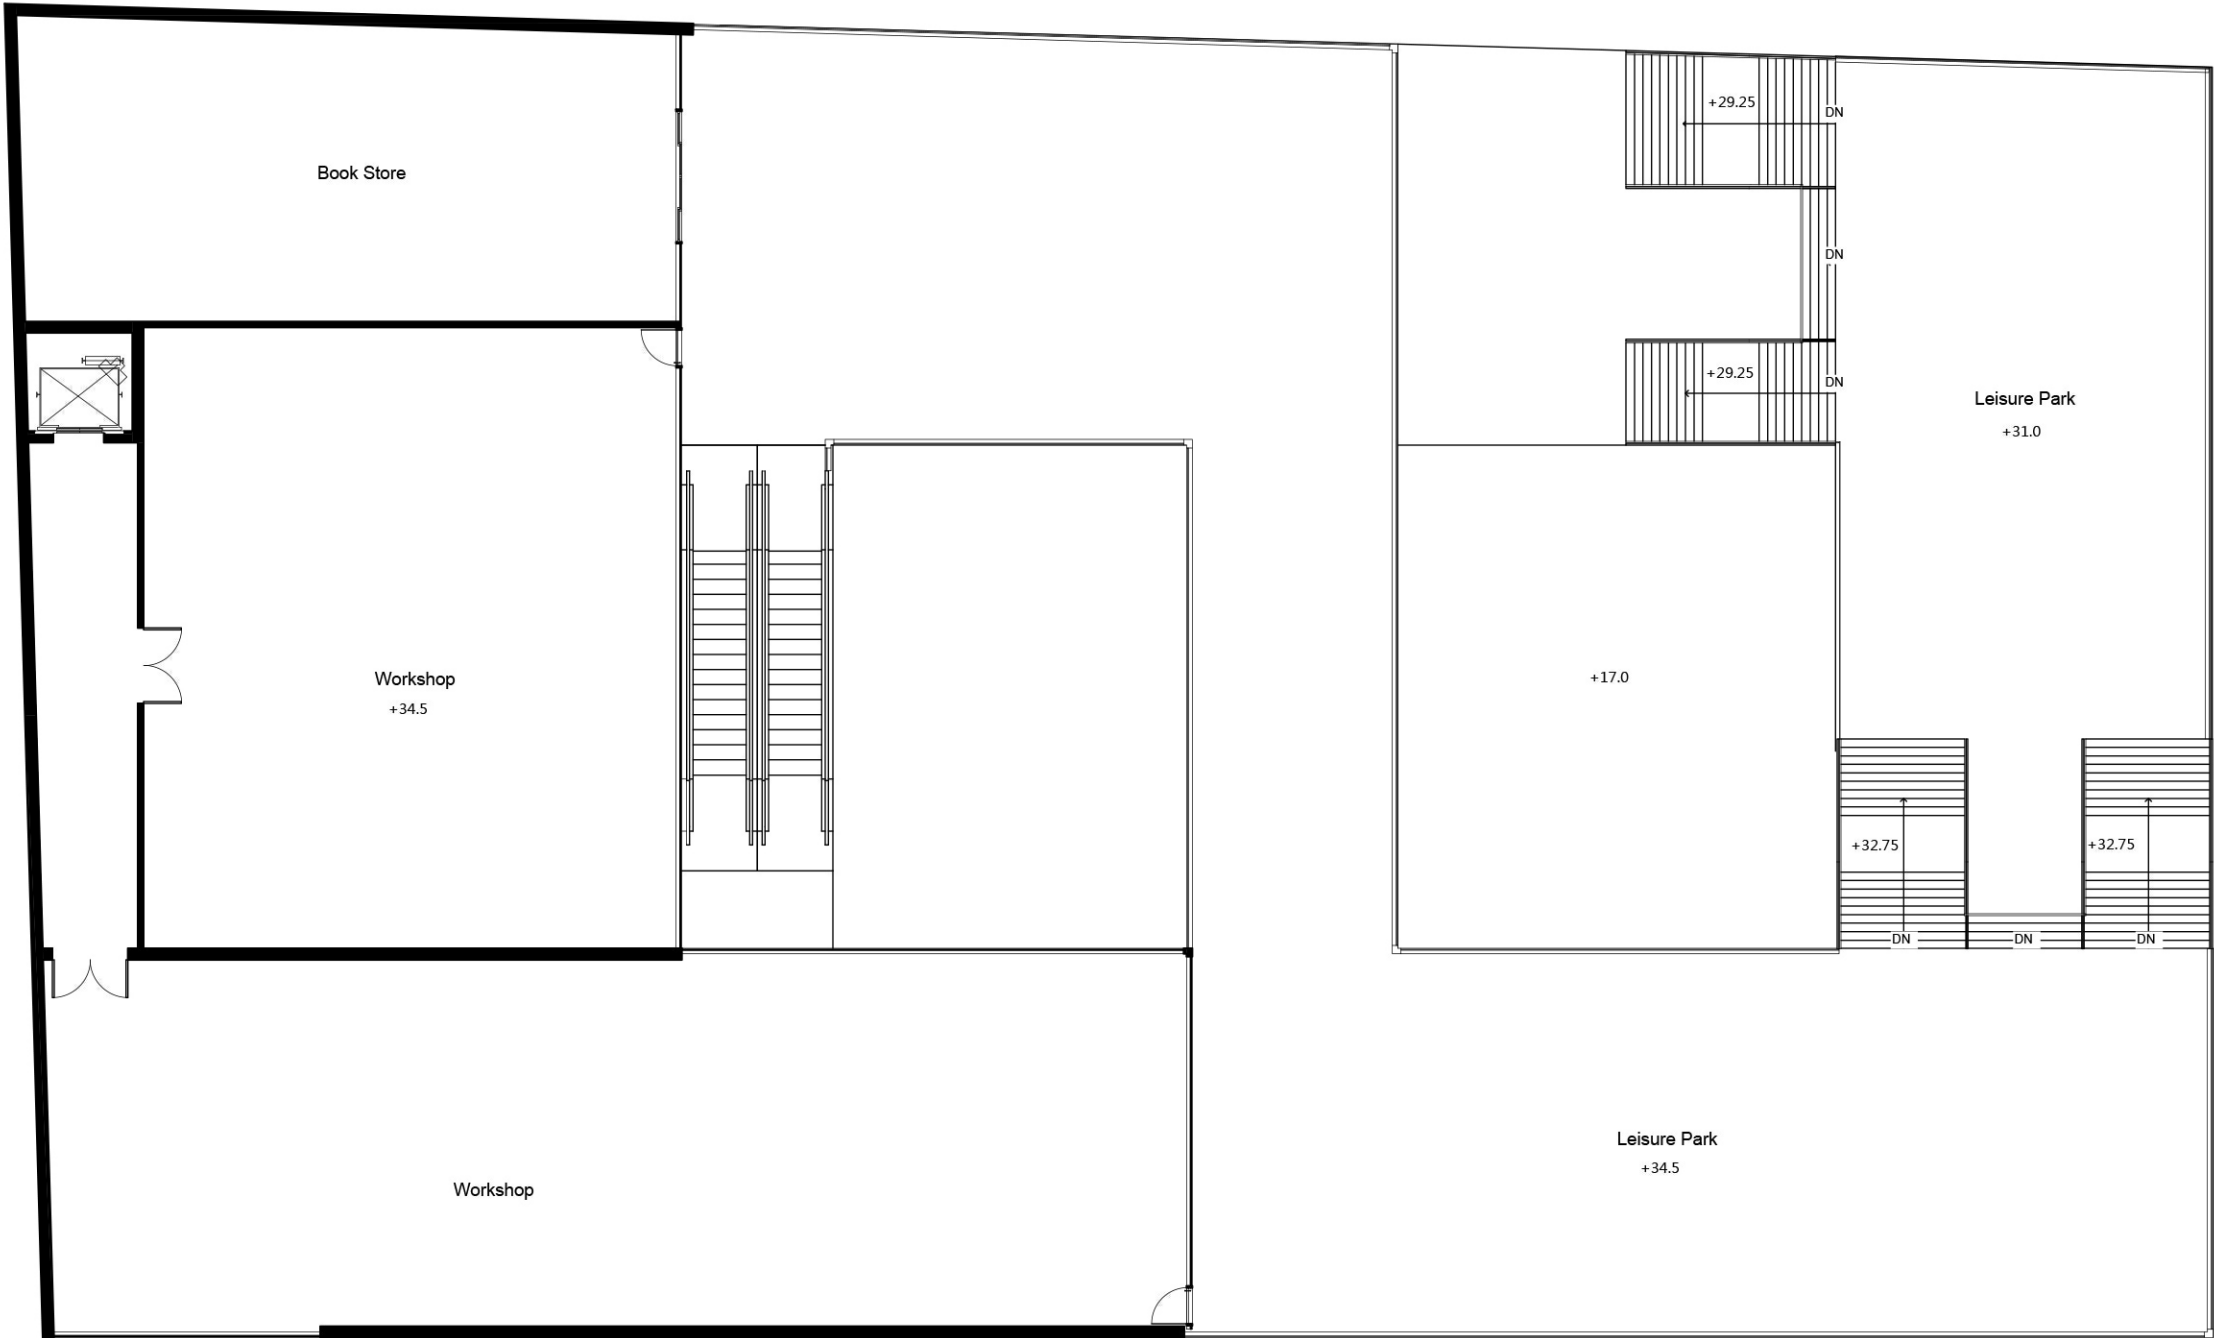 +29.25
DN
Book Store
DN
+29.25
DN
Leisure Park
+31.0
Workshop
+34.5
+17.0
+32.75
+32.75
DN
DN
DN
Leisure Park
+34.5
Workshop